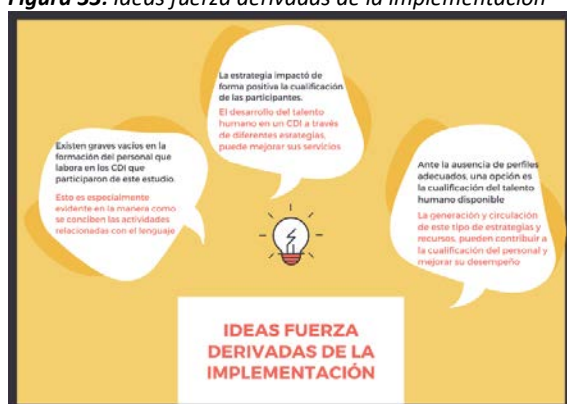 Figura 33. Ideas fuerza derivadas de la implementación
La estrategia impactó de
forma positiva la cualificación
de las participantes.
El desarrollo del talento
humano en un CDI a través
de diferentes estrategias,
puede mejorar sus servicios
Existen graves vacíos en la
formación del personal que
labora en los CDI que
participaron de este estudio.
Esto es especialmente
evidente en la manera como
se conciben las actividades
relacionadas con el lenguaje
Ante la ausencia de perfiles
adecuados, una opción es
la cualificación del talento
humano disponible
La generación y circulación
de este tipo de estrategias y
recursos, pueden contribuir a
la cualificación del personal y
mejorar su desempeño
IDEAS FUERZA
DERIVADAS DE LA
IMPLEMENTACIÓN